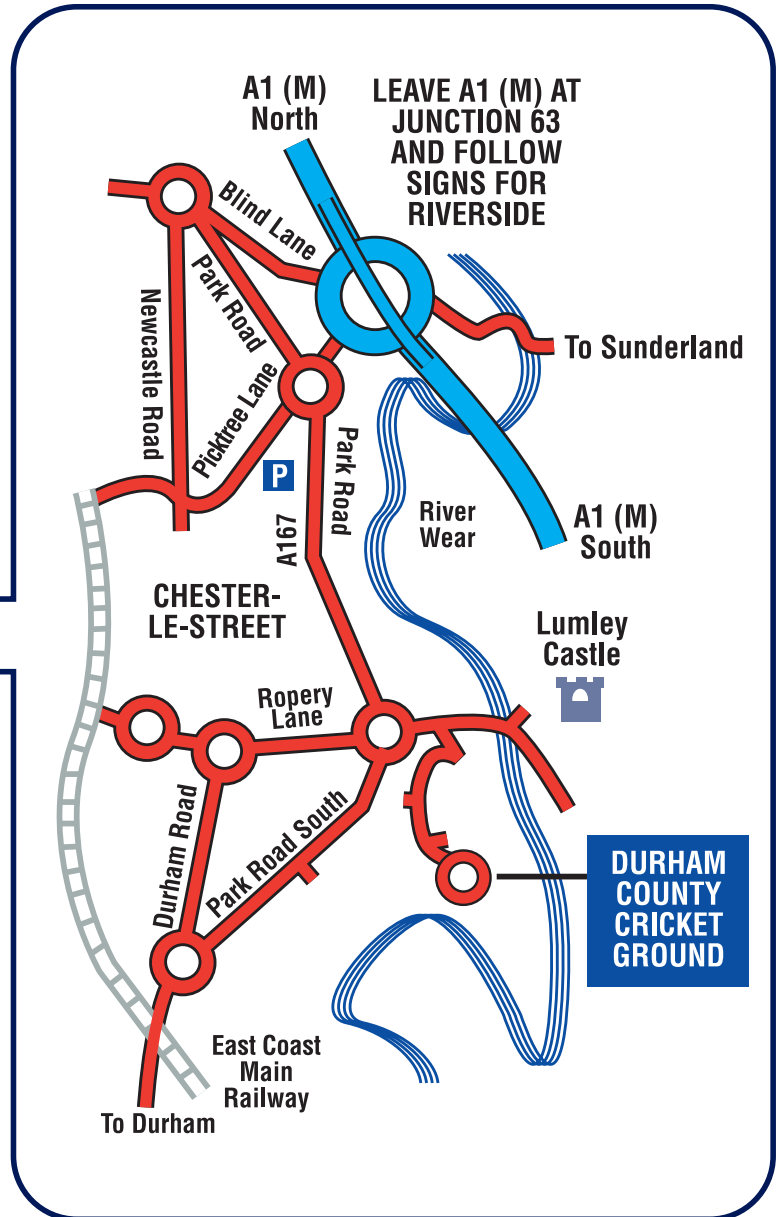 A1 (M)
North
LEAVE A1 (M) AT
JUNCTION 63
AND FOLLOW
SIGNS FOR
RIVERSIDE
Blind Lane
Park Road
Newcastle Road
Picktree Lane
To Sunderland
P
Park Road
A167
River
Wear
A1 (M)
South
CHESTER-
LE-STREET
Lumley
Castle
Ropery
Lane
Durham Road
Park Road South
DURHAM
COUNTY
CRICKET
GROUND
East Coast
Main
Railway
To Durham